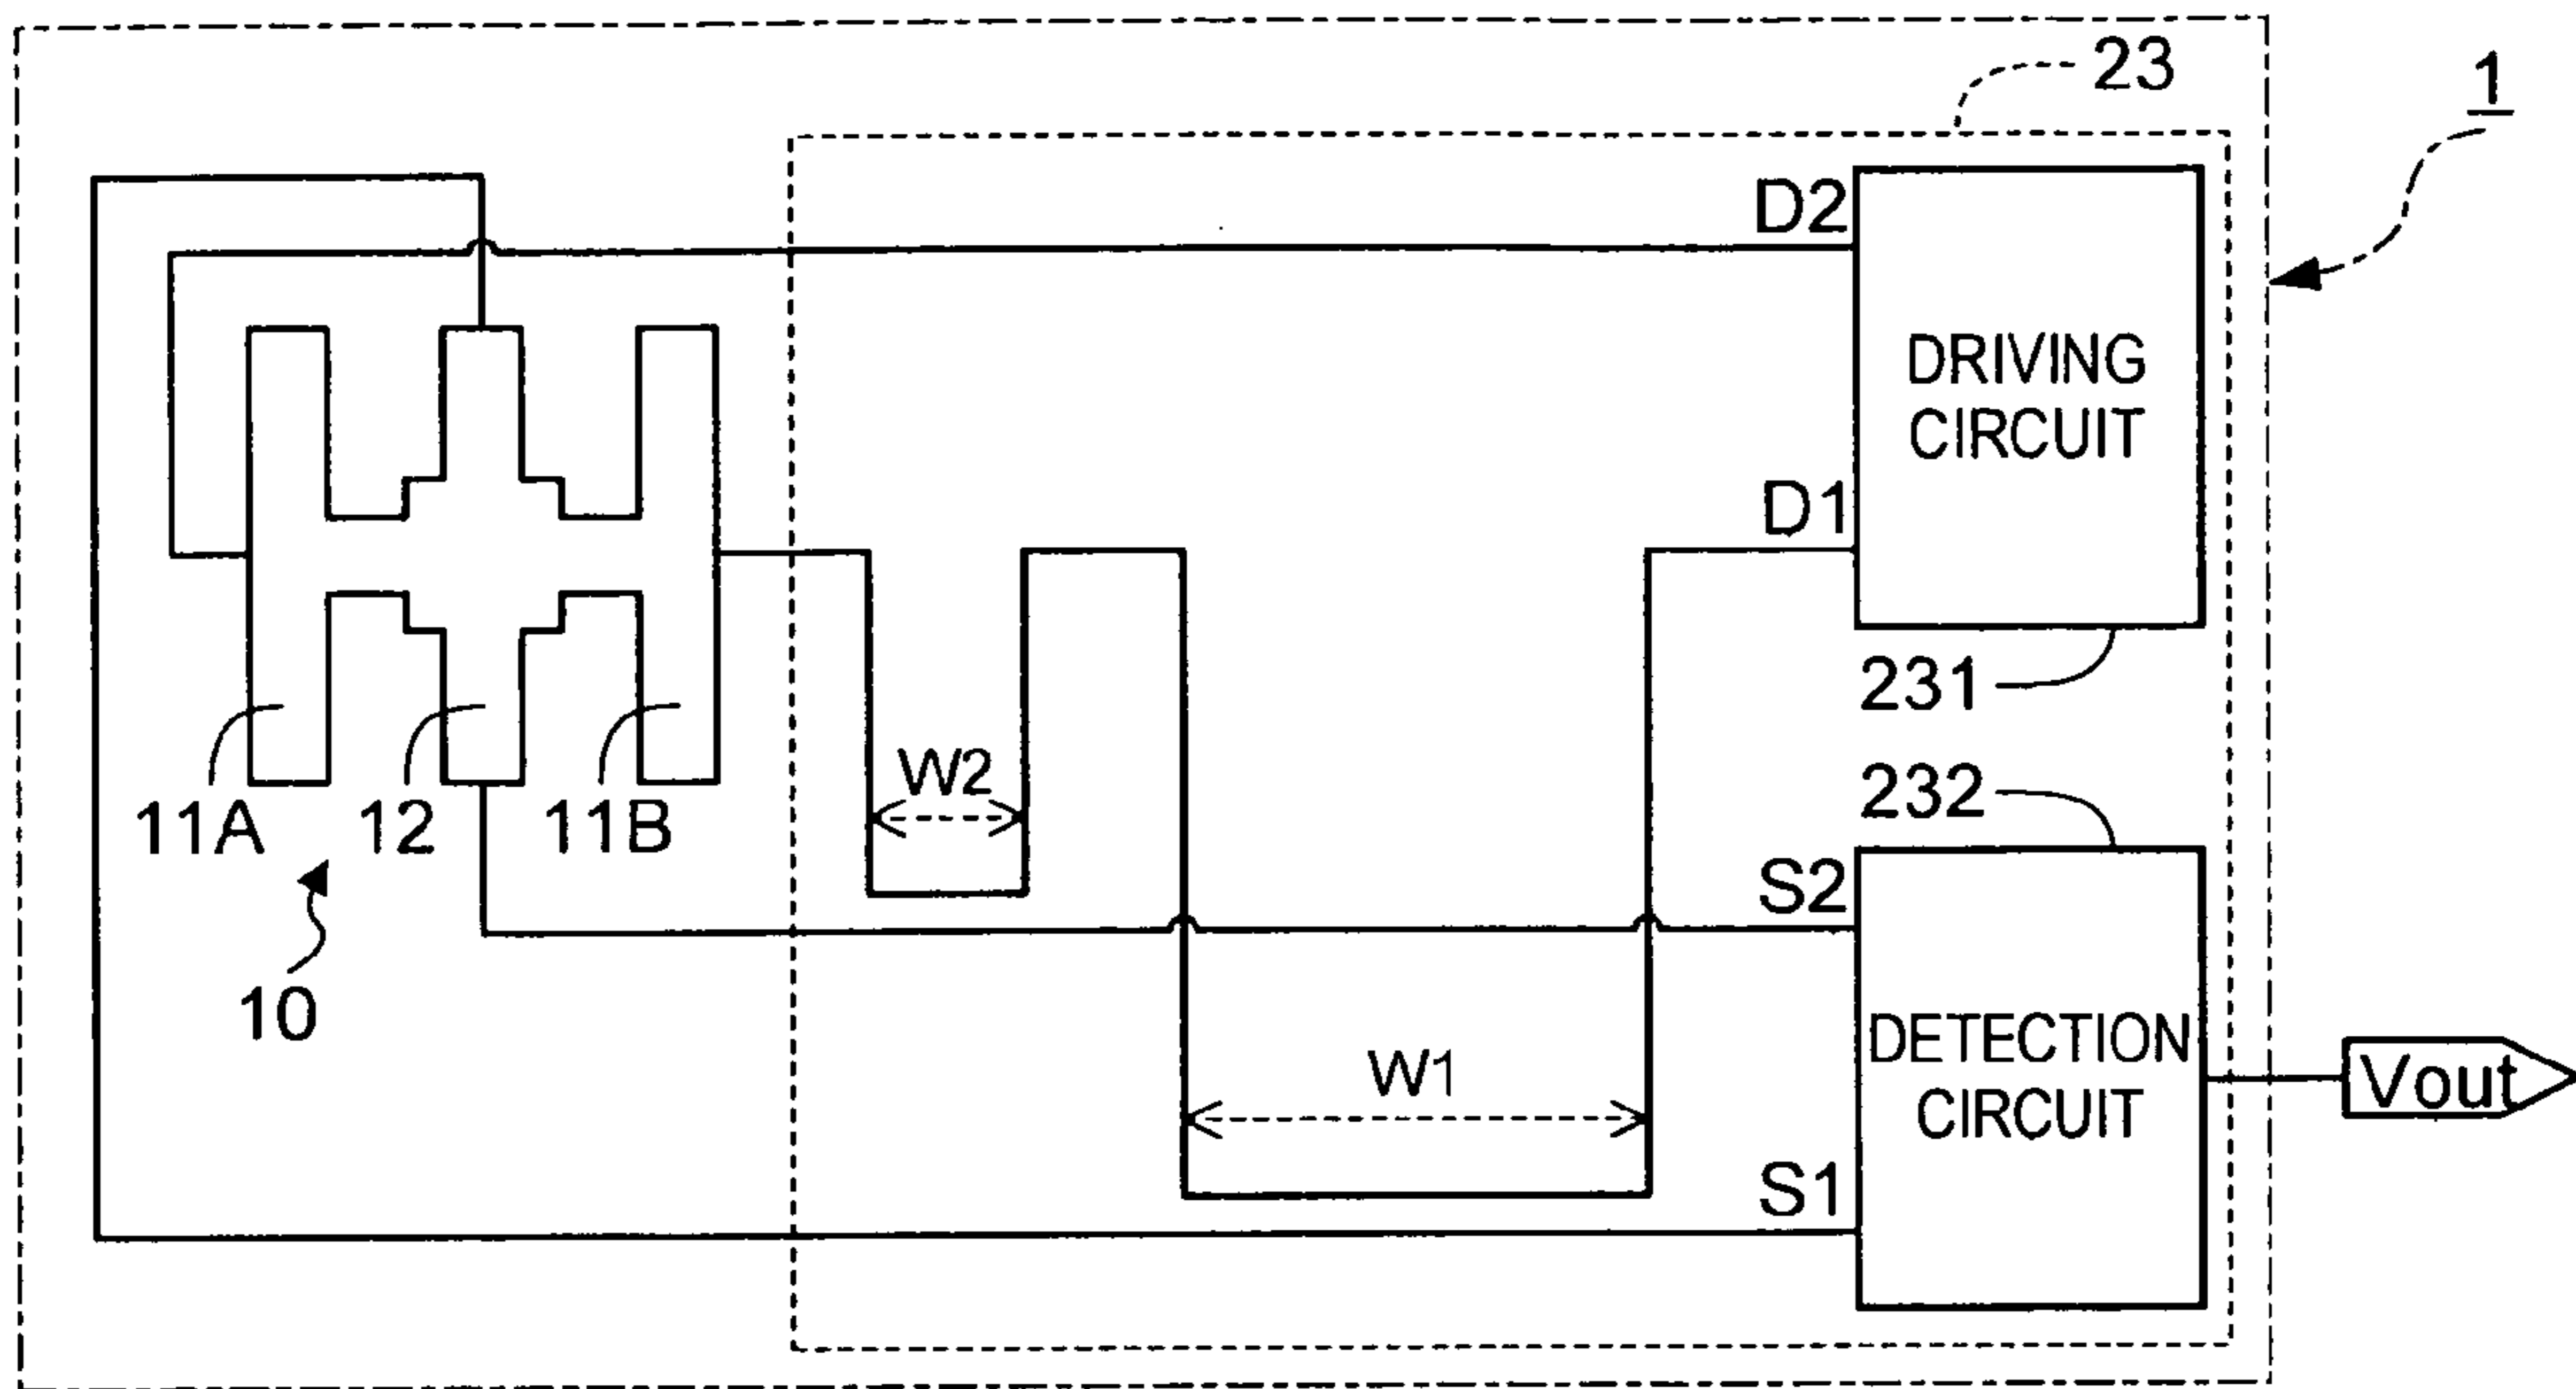 23
1
D2
DRIVING
CIRCUIT
D1
231
W2
11A
12
11B
232
S2
10
DETECTION
CIRCUIT
W1
Vout
S1